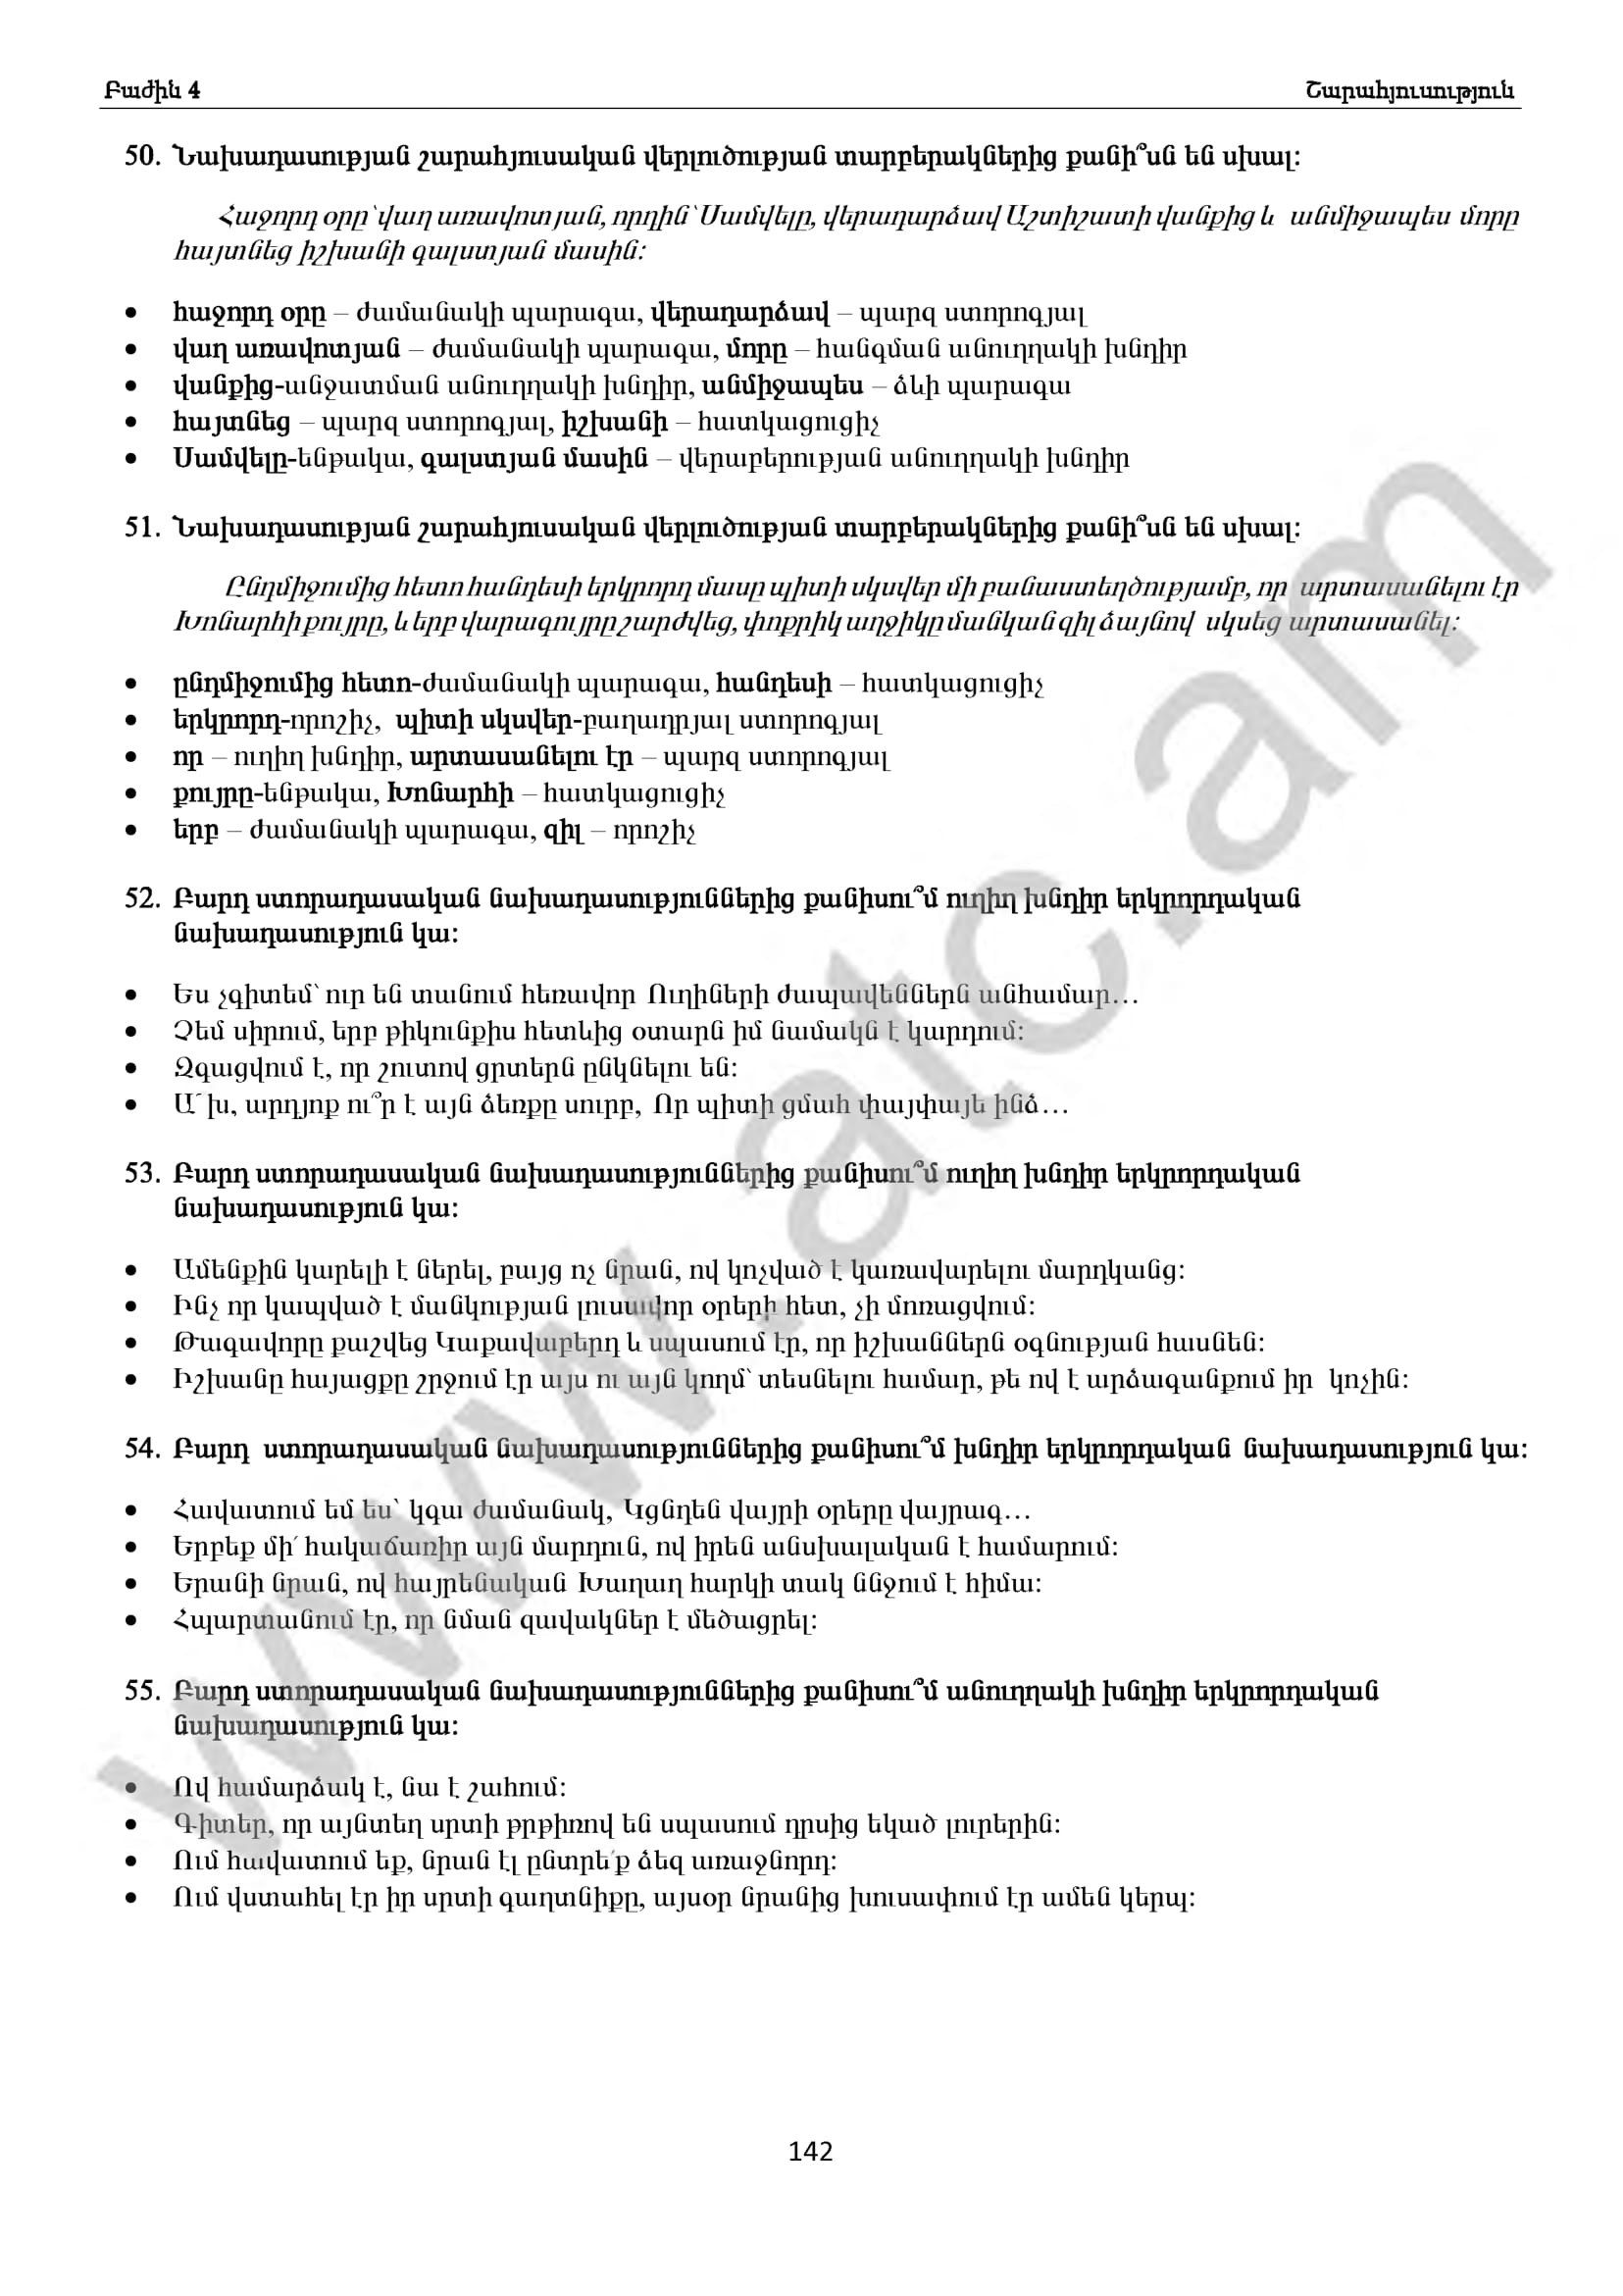 Բաժին 4 Շարահյուսություն
50. Նախադասության շարահյուսական վերլուծության տարբերակներից քանի՞սն են սխալ:
Հաջորդ օրը՝ վաղ առավոտյան, որդին՝ Սամվելը, վերադարձավ Աշտիշատի վանքից և անմիջապես մորը
հայտնեց իշխանի գալստյան մասին:
• հաջորդ օրը – ժամանակի պարագա, վերադարձավ – պարզ ստորոգյալ
• վաղ առավոտյան – ժամանակի պարագա, մորը – հանգման անուղղակի խնդիր
• վանքից-անջատման անուղղակի խնդիր, անմիջապես – ձևի պարագա
• հայտնեց – պարզ ստորոգյալ, իշխանի – հատկացուցիչ
• Սամվելը-ենթակա, գալստյան մասին – վերաբերության անուղղակի խնդիր
51. Նախադասության շարահյուսական վերլուծության տարբերակներից քանի՞սն են սխալ:
Ընդմիջումից հետո հանդեսի երկրորդ մասը պիտի սկսվեր մի բանաստեղծությամբ, որ արտասանելու էր
Խոնարհի քույրը, և երբ վարագույրը շարժվեց, փոքրիկ աղջիկը մանկան զիլ ձայնով սկսեց արտասանել:
• ընդմիջումից հետո-ժամանակի պարագա, հանդեսի – հատկացուցիչ
• երկրորդ-որոշիչ, պիտի սկսվեր-բաղադրյալ ստորոգյալ
• որ – ուղիղ խնդիր, արտասանելու էր – պարզ ստորոգյալ
• քույրը-ենթակա, Խոնարհի – հատկացուցիչ
• երբ – ժամանակի պարագա, զիլ – որոշիչ
52. Բարդ ստորադասական նախադասություններից քանիսու՞մ ուղիղ խնդիր երկրորդական
նախադասություն կա:
• Ես չգիտեմ՝ ուր են տանում հեռավոր Ուղիների ժապավեններն անհամար…
• Չեմ սիրում, երբ թիկունքիս հետևից օտարն իմ նամակն է կարդում:
• Զգացվում է, որ շուտով ցրտերն ընկնելու են:
• Ա՜խ, արդյոք ու՞ր է այն ձեռքը սուրբ, Որ պիտի ցմահ փայփայե ինձ…
53. Բարդ ստորադասական նախադասություններից քանիսու՞մ ուղիղ խնդիր երկրորդական
նախադասություն կա:
• Ամենքին կարելի է ներել, բայց ոչ նրան, ով կոչված է կառավարելու մարդկանց:
• Ինչ որ կապված է մանկության լուսավոր օրերի հետ, չի մոռացվում:
• Թագավորը քաշվեց Կաքավաբերդ և սպասում էր, որ իշխաններն օգնության հասնեն:
• Իշխանը հայացքը շրջում էր այս ու այն կողմ՝ տեսնելու համար, թե ով է արձագանքում իր կոչին:
54. Բարդ ստորադասական նախադասություններից քանիսու՞մ խնդիր երկրորդական նախադասություն կա:
• Հավատում եմ ես՝ կգա ժամանակ, Կցնդեն վայրի օրերը վայրագ…
• Երբեք մի՛ հակաճառիր այն մարդուն, ով իրեն անսխալական է համարում:
• Երանի նրան, ով հայրենական Խաղաղ հարկի տակ ննջում է հիմա:
• Հպարտանում էր, որ նման զավակներ է մեծացրել:
55. Բարդ ստորադասական նախադասություններից քանիսու՞մ անուղղակի խնդիր երկրորդական
նախադասություն կա:
• Ով համարձակ է, նա է շահում:
• Գիտեր, որ այնտեղ սրտի թրթիռով են սպասում դրսից եկած լուրերին:
• Ում հավատում եք, նրան էլ ընտրե՛ք ձեզ առաջնորդ:
• Ում վստահել էր իր սրտի գաղտնիքը, այսօր նրանից խուսափում էր ամեն կերպ:
www.atc.am
142